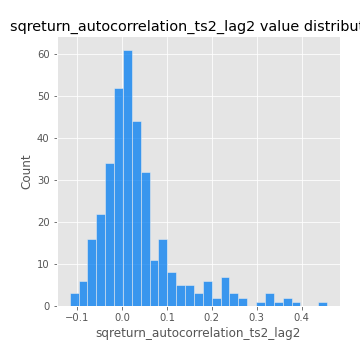 sqreturn_autocorrelation_ts2_lag2 value distribut
60
50
40
30
20
10
0
Count
−0.1 0.0 0.1 0.2 0.3 0.4
sqreturn_autocorrelation_ts2_lag2